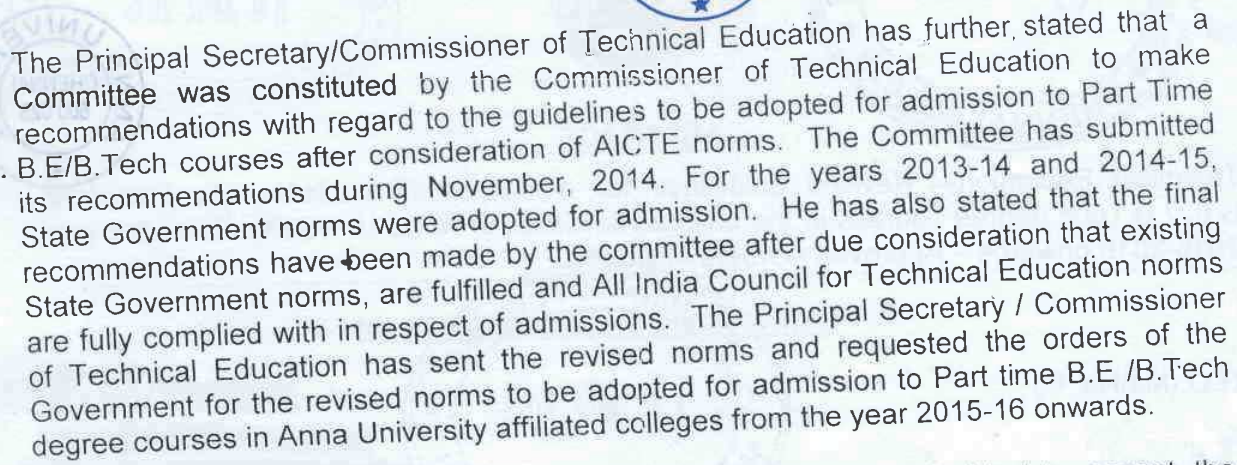 The Principal Secretary/Commissioner of Technical Education has further stated that a
Committee was constituted by the Commissioner of Technical Education to make
recommendations with regard to the guidelines to be adopted for admission to Part Time
. B.E/B.Tech courses after consideration of AICTE norms. The Committee has submitted
its recommendations during November, 2014. For the years 2013-14 and 2014-15,
State Government norms were adopted for admission. He has also stated that the final
recommendations have been made by the committee after due consideration that existing
State Government norms, are fulfilled and All India Council for Technical Education norms
are fully complied with in respect of admissions. The Principal Secretary / Commissioner
of Technical Education has sent the revised norms and requested the orders of the
Government for the revised norms to be adopted for admission to Part time B.E /B.Tech
degree courses in Anna University affiliated colleges from the year 2015-16 onwards.